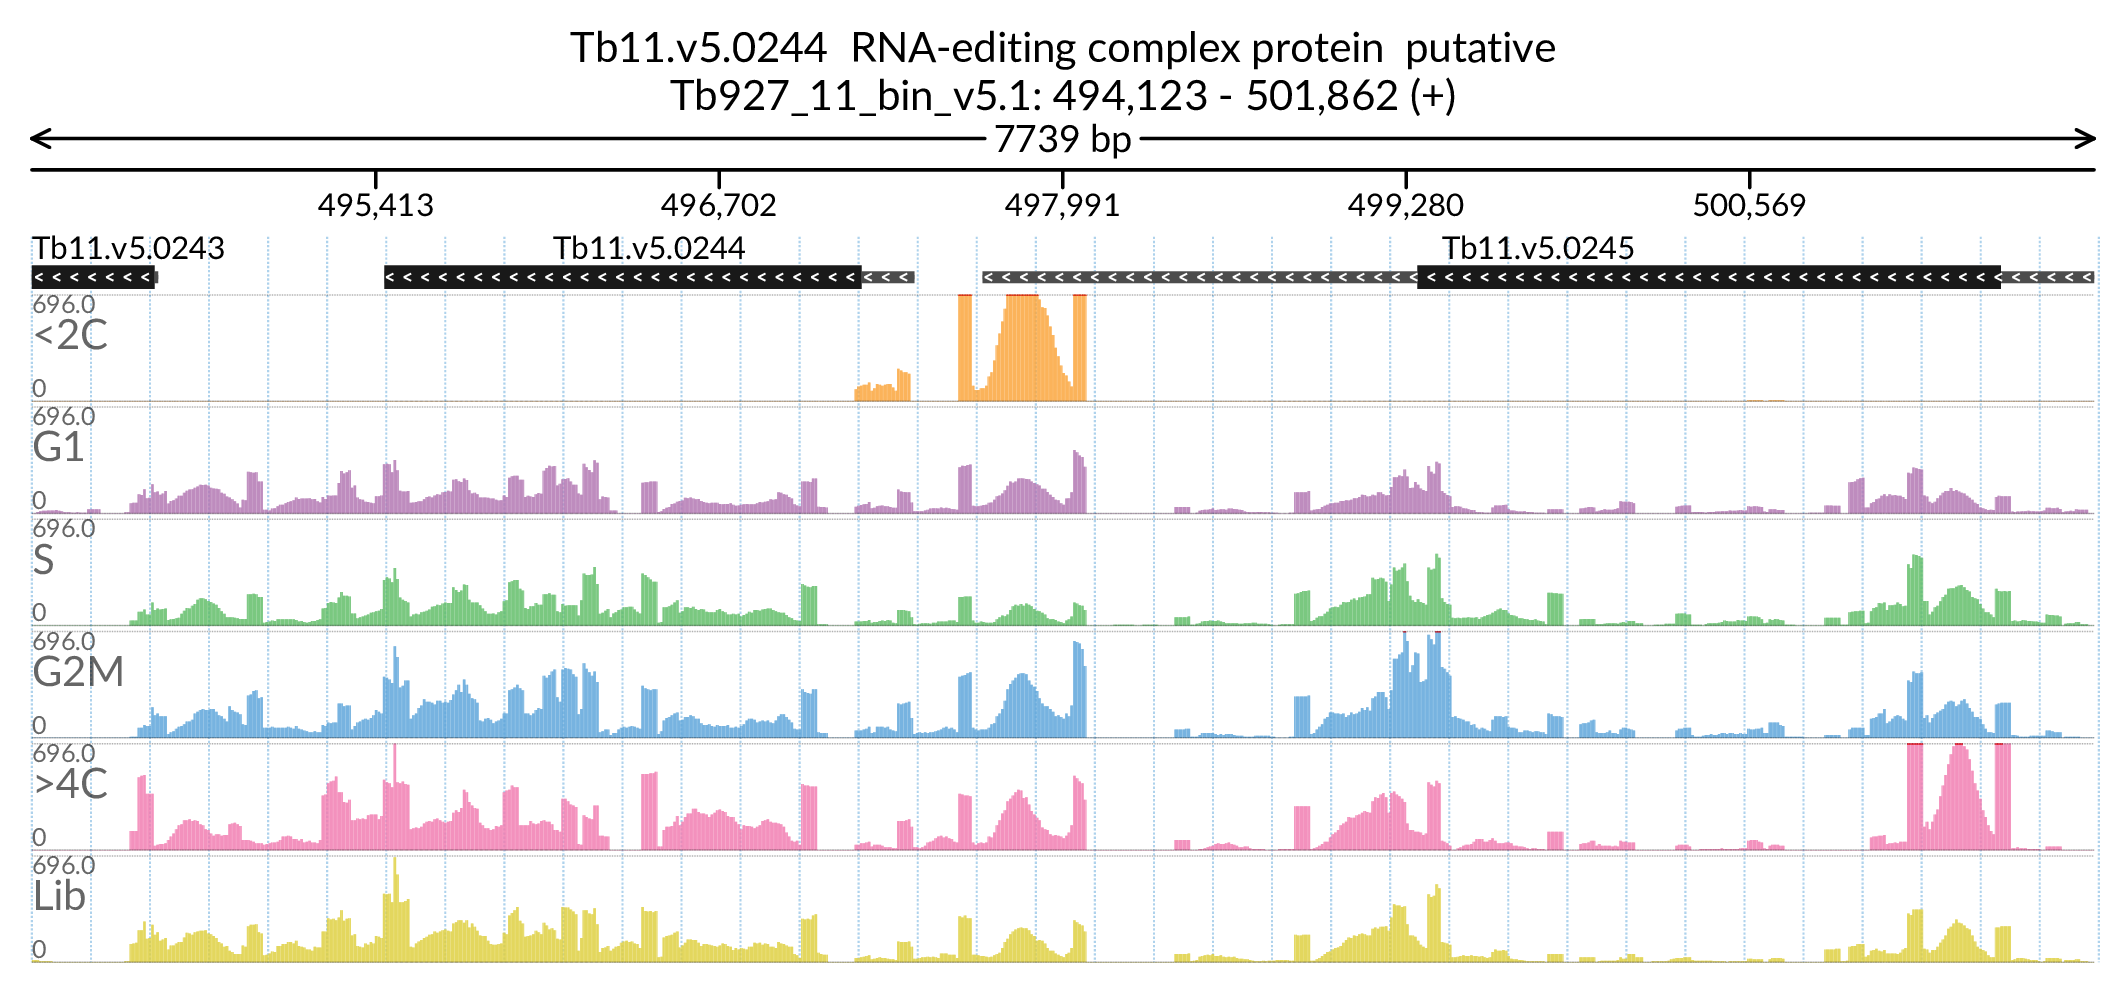 Tb11.v5.0244 RNA-editing complex protein putative
Tb927_11_bin_v5.1: 494,123 - 501,862 (+)
7739 bp
495,413 496,702 497,991 499,280 500,569
Tb11.v5.0243 Tb11.v5.0244 Tb11.v5.0245
696.0
<2C
0
696.0
G1
0
696.0
S
0
696.0
G2M
0
696.0
>4C
0
696.0
Lib
0